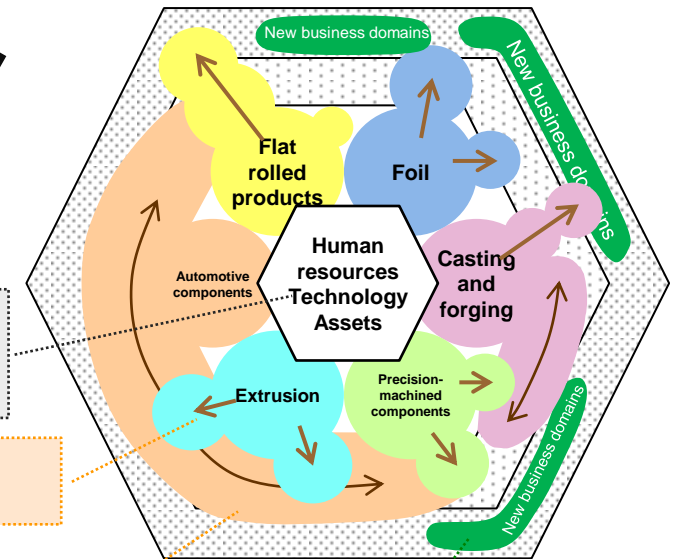 New business domains
New business domains
Flat
rolled
products
Foil
Human
resources
Technology
Assets
Casting
and
forging
Automotive
components
Extrusion
Precision-
machined
components
New business domains